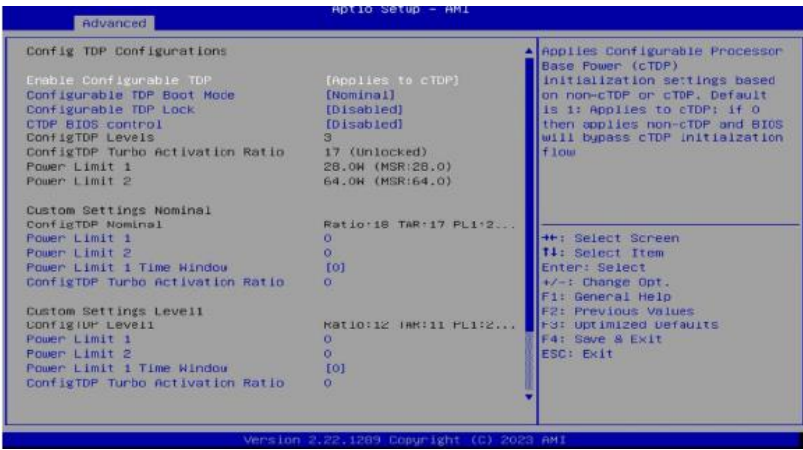 Aptio Setup - AMI
Advanced
Config TDP Configurations
Enable Configurable TDP [Applies to cTDP]
Configurable TDP Boot Mode [Nominal]
Configurable TDP Lock [Disabled]
CTDP BIOS control [Disabled]
ConfigTDP Levels 3
ConfigTDP Turbo Activation Ratio 17 (Unlocked)
Power Limit 1 28.0W (MSR:28.0)
Power Limit 2 64.0W (MSR:64.0)
Custom Settings Nominal
ConfigTDP Nominal Ratio:18 TAR:17 PL1:2...
Power Limit 1 0
Power Limit 2 0
Power Limit 1 Time Window [0]
ConfigTDP Turbo Activation Ratio 0
Custom Settings Level1
ConfigTDP Level1 Ratio:12 TAR:11 PL1:2...
Power Limit 1 0
Power Limit 2 0
Power Limit 1 Time Window [0]
ConfigTDP Turbo Activation Ratio 0
Applies Configurable Processor
Base Power (cTDP)
initialization settings based
on non-cTDP or cTDP. Default
is 1: Applies to cTDP; if 0
then applies non-cTDP and BIOS
will bypass cTDP initialzation
flow
→←: Select Screen
↑↓: Select Item
Enter: Select
+/-: Change Opt.
F1: General Help
F2: Previous Values
F3: Optimized Defaults
F4: Save & Exit
ESC: Exit
Version 2.22.1289 Copyright (C) 2023 AMI